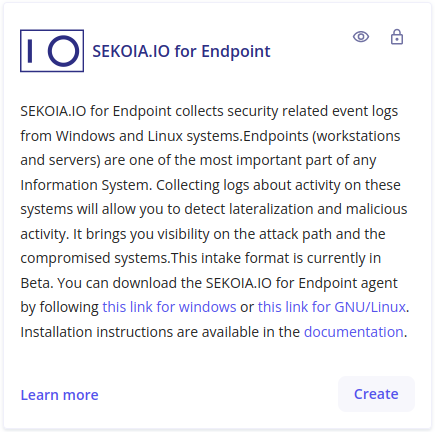 IO
SEKOIA.IO for Endpoint
SEKOIA.IO for Endpoint collects security related event logs
from Windows and Linux systems.Endpoints (workstations
and servers) are one of the most important part of any
Information System. Collecting logs about activity on these
systems will allow you to detect lateralization and malicious
activity. It brings you visibility on the attack path and the
compromised systems.This intake format is currently in
Beta. You can download the SEKOIA.IO for Endpoint agent
by following this link for windows or this link for GNU/Linux.
Installation instructions are available in the documentation.
Learn more
Create